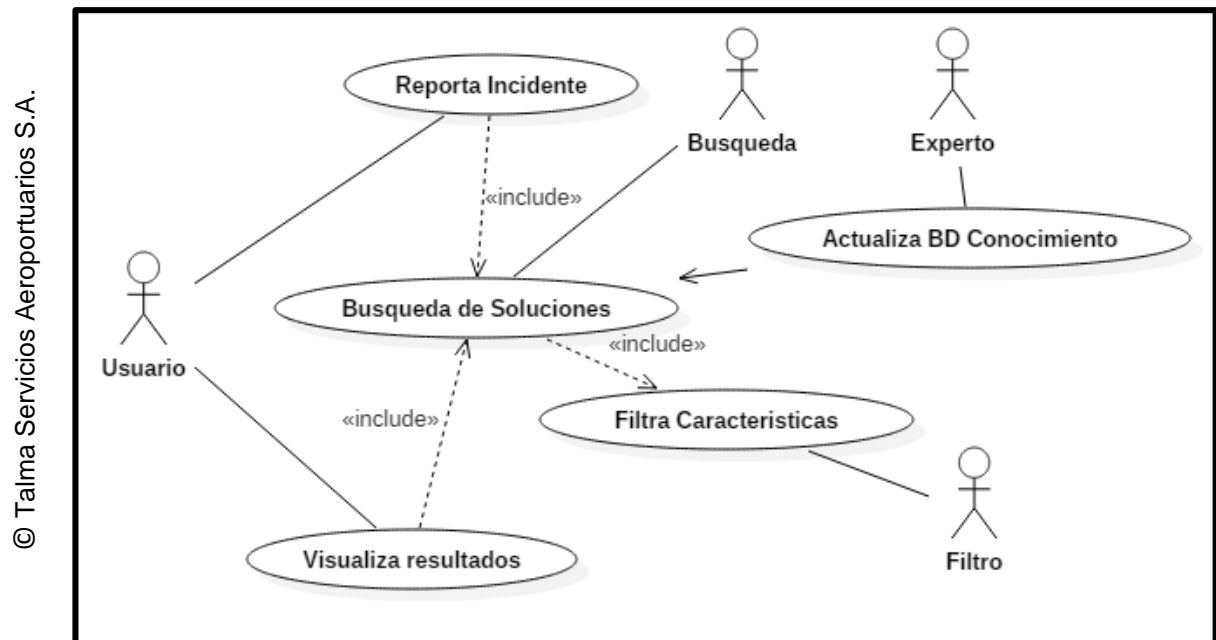 © Talma Servicios Aeroportuarios S.A.
Reporta Incidente
Busqueda
Experto
«include»
Actualiza BD Conocimiento
Busqueda de Soluciones
Usuario
«include»
«include»
Filtra Caracteristicas
Visualiza resultados
Filtro